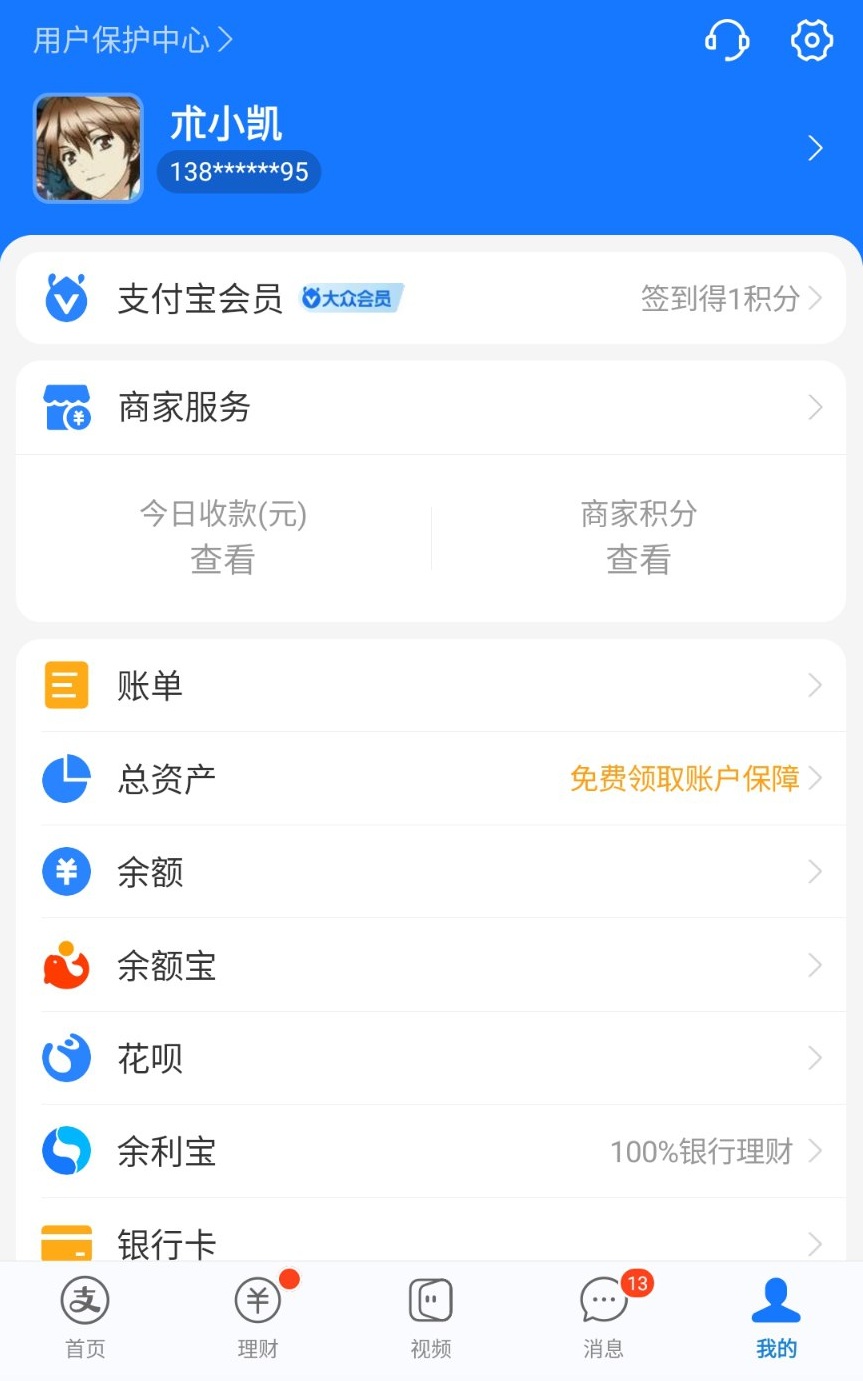 用户保护中心
术小凯
138******95
支付宝会员 大众会员 签到得1积分
商家服务
今日收款(元) 商家积分
查看 查看
账单
总资产 免费领取账户保障
余额
余额宝
花呗
余利宝 100%银行理财
银行卡
13
首页 理财 视频 消息 我的